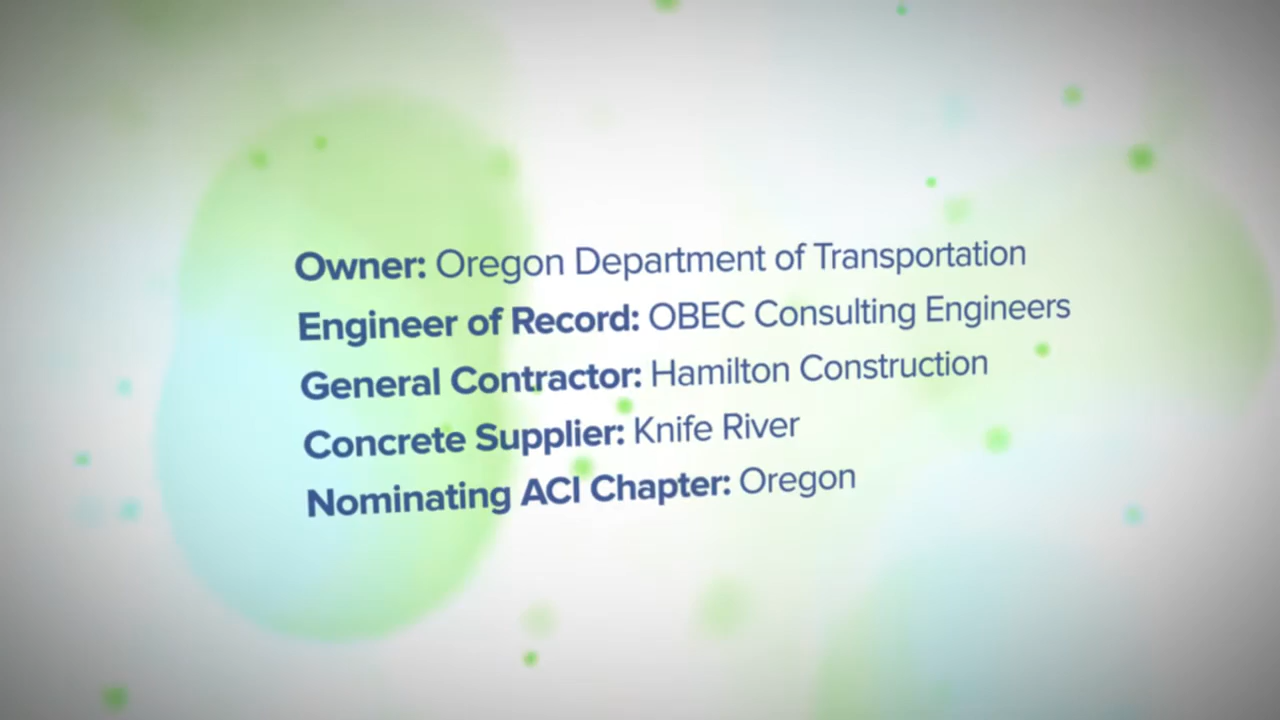 Owner: Oregon Department of Transportation
Engineer of Record: OBEC Consulting Engineers
General Contractor: Hamilton Construction
Concrete Supplier: Knife River
Nominating ACI Chapter: Oregon